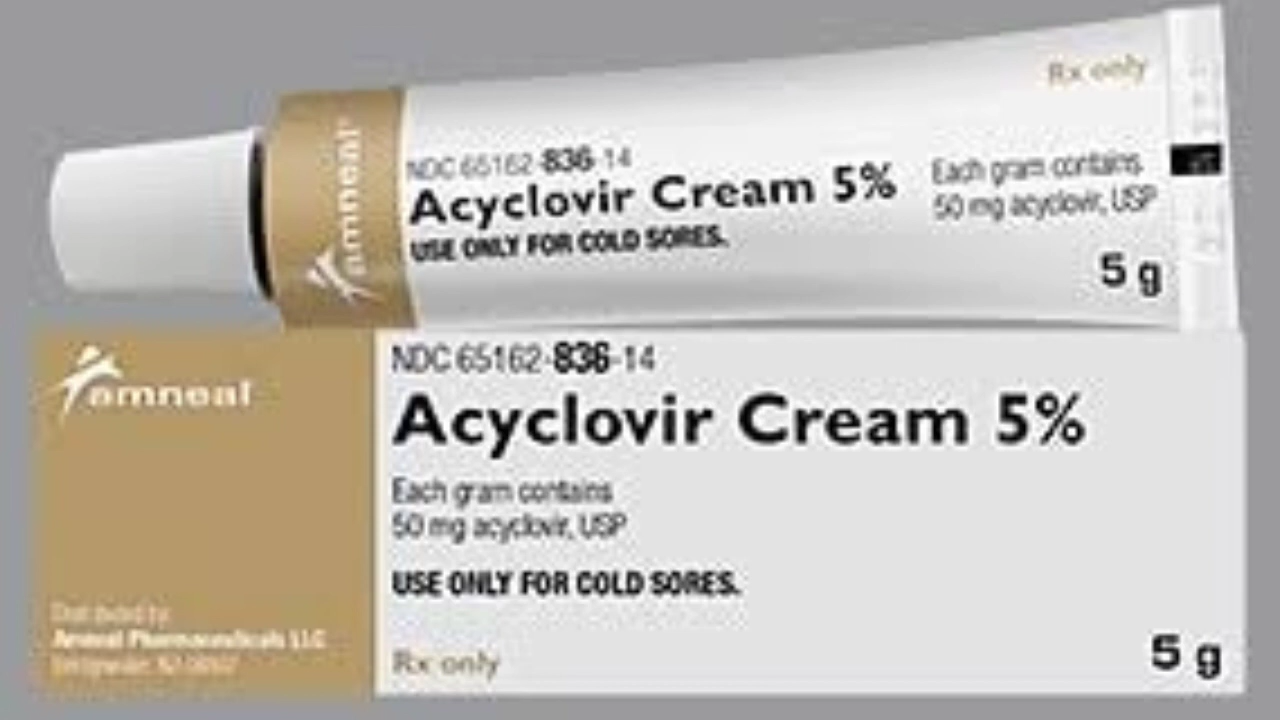 Rx only
amneal
NDC 65162-836-14
Acyclovir Cream 5%
USE ONLY FOR COLD SORES.
Each gram contains
50 mg acyclovir, USP
5 g
amneal
NDC 65162-836-14
Acyclovir Cream 5%
Each gram contains
50 mg acyclovir, USP
USE ONLY FOR COLD SORES.
Distributed by:
Amneal Pharmaceuticals LLC
Rx only
5 g